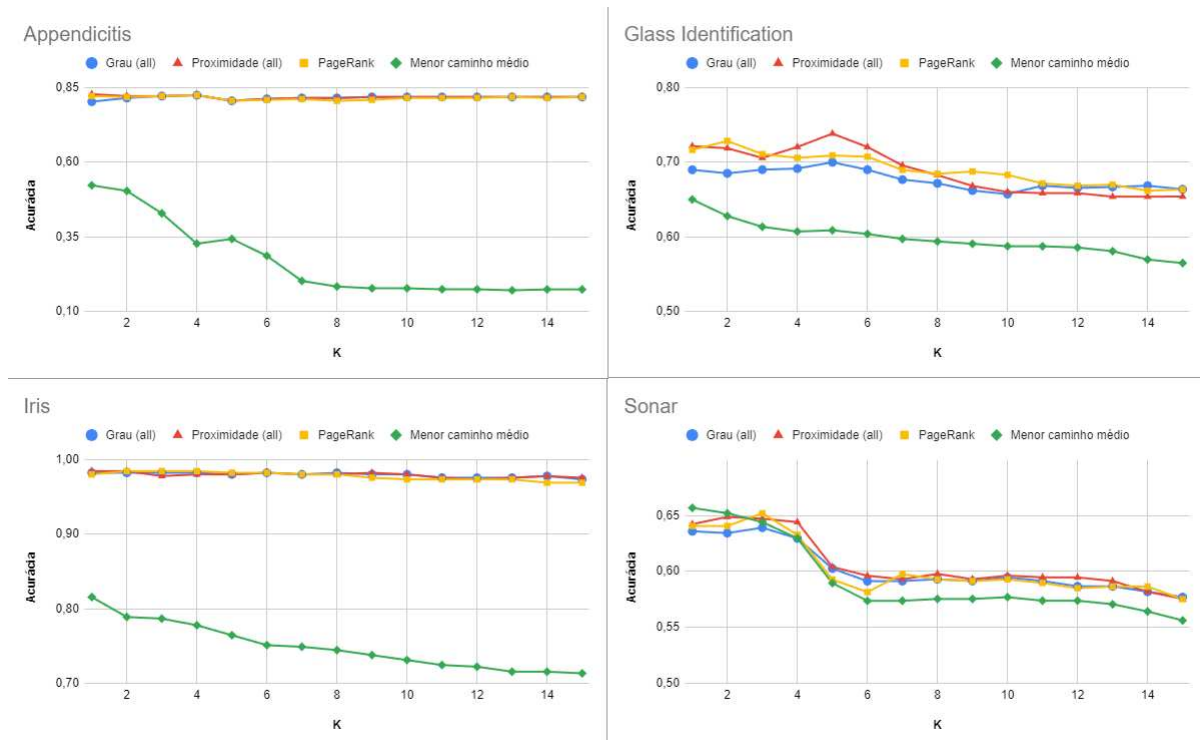 Appendicitis
Grau (all) Proximidade (all) PageRank Menor caminho médio
0,85
0,60
0,35
0,10
Acurácia
2 4 6 8 10 12 14
K
Glass Identification
Grau (all) Proximidade (all) PageRank Menor caminho médio
0,80
0,70
0,60
0,50
Acurácia
2 4 6 8 10 12 14
K
Iris
Grau (all) Proximidade (all) PageRank Menor caminho médio
1,00
0,90
0,80
0,70
Acurácia
2 4 6 8 10 12 14
K
Sonar
Grau (all) Proximidade (all) PageRank Menor caminho médio
0,65
0,60
0,55
0,50
Acurácia
2 4 6 8 10 12 14
K